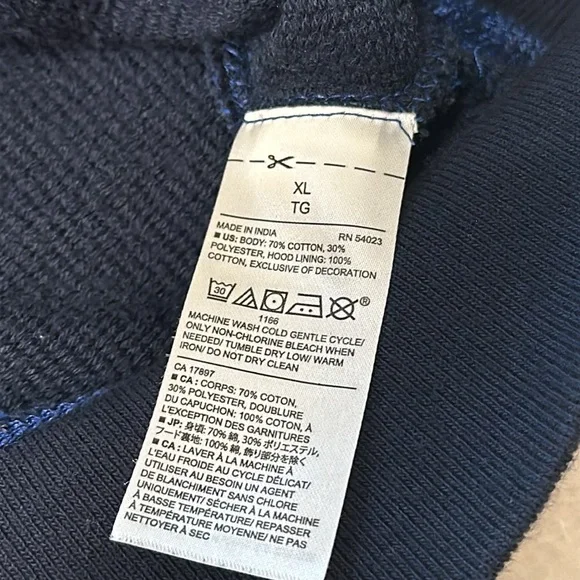 XL
TG
MADE IN INDIA RN 54023
■ US: BODY: 70% COTTON, 30%
POLYESTER, HOOD LINING: 100%
COTTON, EXCLUSIVE OF DECORATION
30
®
1166
MACHINE WASH COLD GENTLE CYCLE/
ONLY NON-CHLORINE BLEACH WHEN
NEEDED/ TUMBLE DRY LOW/ WARM
IRON/ DO NOT DRY CLEAN
CA 17897
■ CA : CORPS: 70% COTON,
30% POLYESTER, DOUBLURE
DU CAPUCHON: 100% COTON, À
L'EXCEPTION DES GARNITURES
■ JP: 身頃: 70% 綿, 30% ポリエステル,
フード裏地: 100% 綿, 飾り部分を除く
■ CA : LAVER À LA MACHINE À
L'EAU FROIDE AU CYCLE DÉLICAT/
UTILISER AU BESOIN UN AGENT
DE BLANCHIMENT SANS CHLORE
UNIQUEMENT/ SÉCHER À LA MACHINE
À BASSE TEMPÉRATURE/ REPASSER
À TEMPÉRATURE MOYENNE/ NE PAS
NETTOYER À SEC